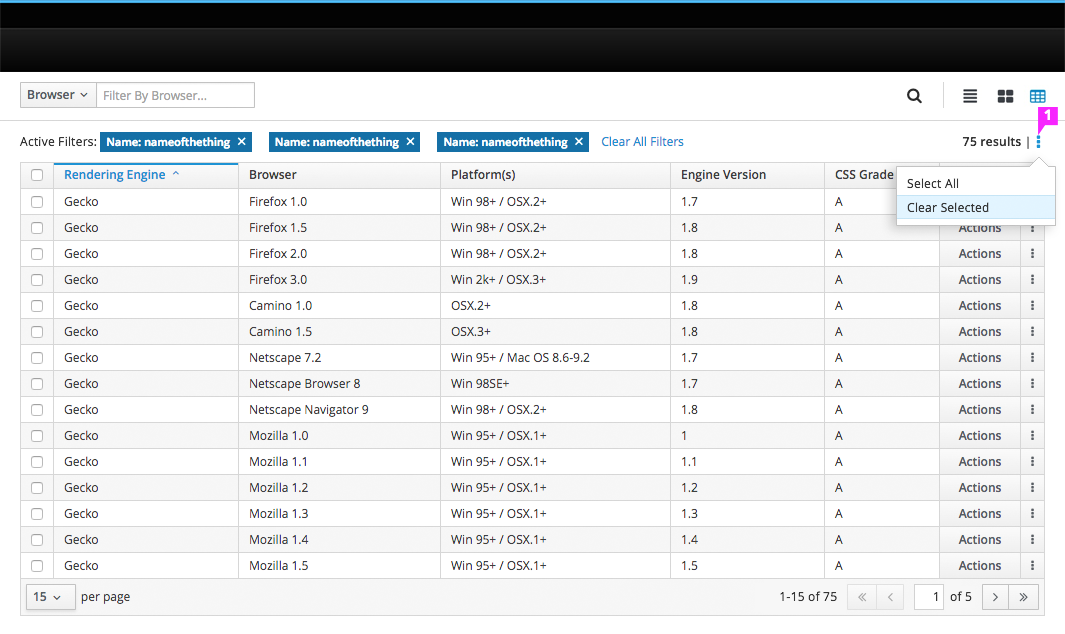 Browser Filter By Browser...
1
Active Filters: Name: nameofthething × Name: nameofthething × Name: nameofthething × Clear All Filters 75 results |
Select All
Clear Selected
Rendering Engine Browser Platform(s) Engine Version CSS Grade
Gecko Firefox 1.0 Win 98+ / OSX.2+ 1.7 A
Gecko Firefox 1.5 Win 98+ / OSX.2+ 1.8 A Actions
Gecko Firefox 2.0 Win 98+ / OSX.2+ 1.8 A Actions
Gecko Firefox 3.0 Win 2k+ / OSX.3+ 1.9 A Actions
Gecko Camino 1.0 OSX.2+ 1.8 A Actions
Gecko Camino 1.5 OSX.3+ 1.8 A Actions
Gecko Netscape 7.2 Win 95+ / Mac OS 8.6-9.2 1.7 A Actions
Gecko Netscape Browser 8 Win 98SE+ 1.7 A Actions
Gecko Netscape Navigator 9 Win 98+ / OSX.2+ 1.8 A Actions
Gecko Mozilla 1.0 Win 95+ / OSX.1+ 1 A Actions
Gecko Mozilla 1.1 Win 95+ / OSX.1+ 1.1 A Actions
Gecko Mozilla 1.2 Win 95+ / OSX.1+ 1.2 A Actions
Gecko Mozilla 1.3 Win 95+ / OSX.1+ 1.3 A Actions
Gecko Mozilla 1.4 Win 95+ / OSX.1+ 1.4 A Actions
Gecko Mozilla 1.5 Win 95+ / OSX.1+ 1.5 A Actions
15 per page 1-15 of 75 « ‹ 1 of 5 › »